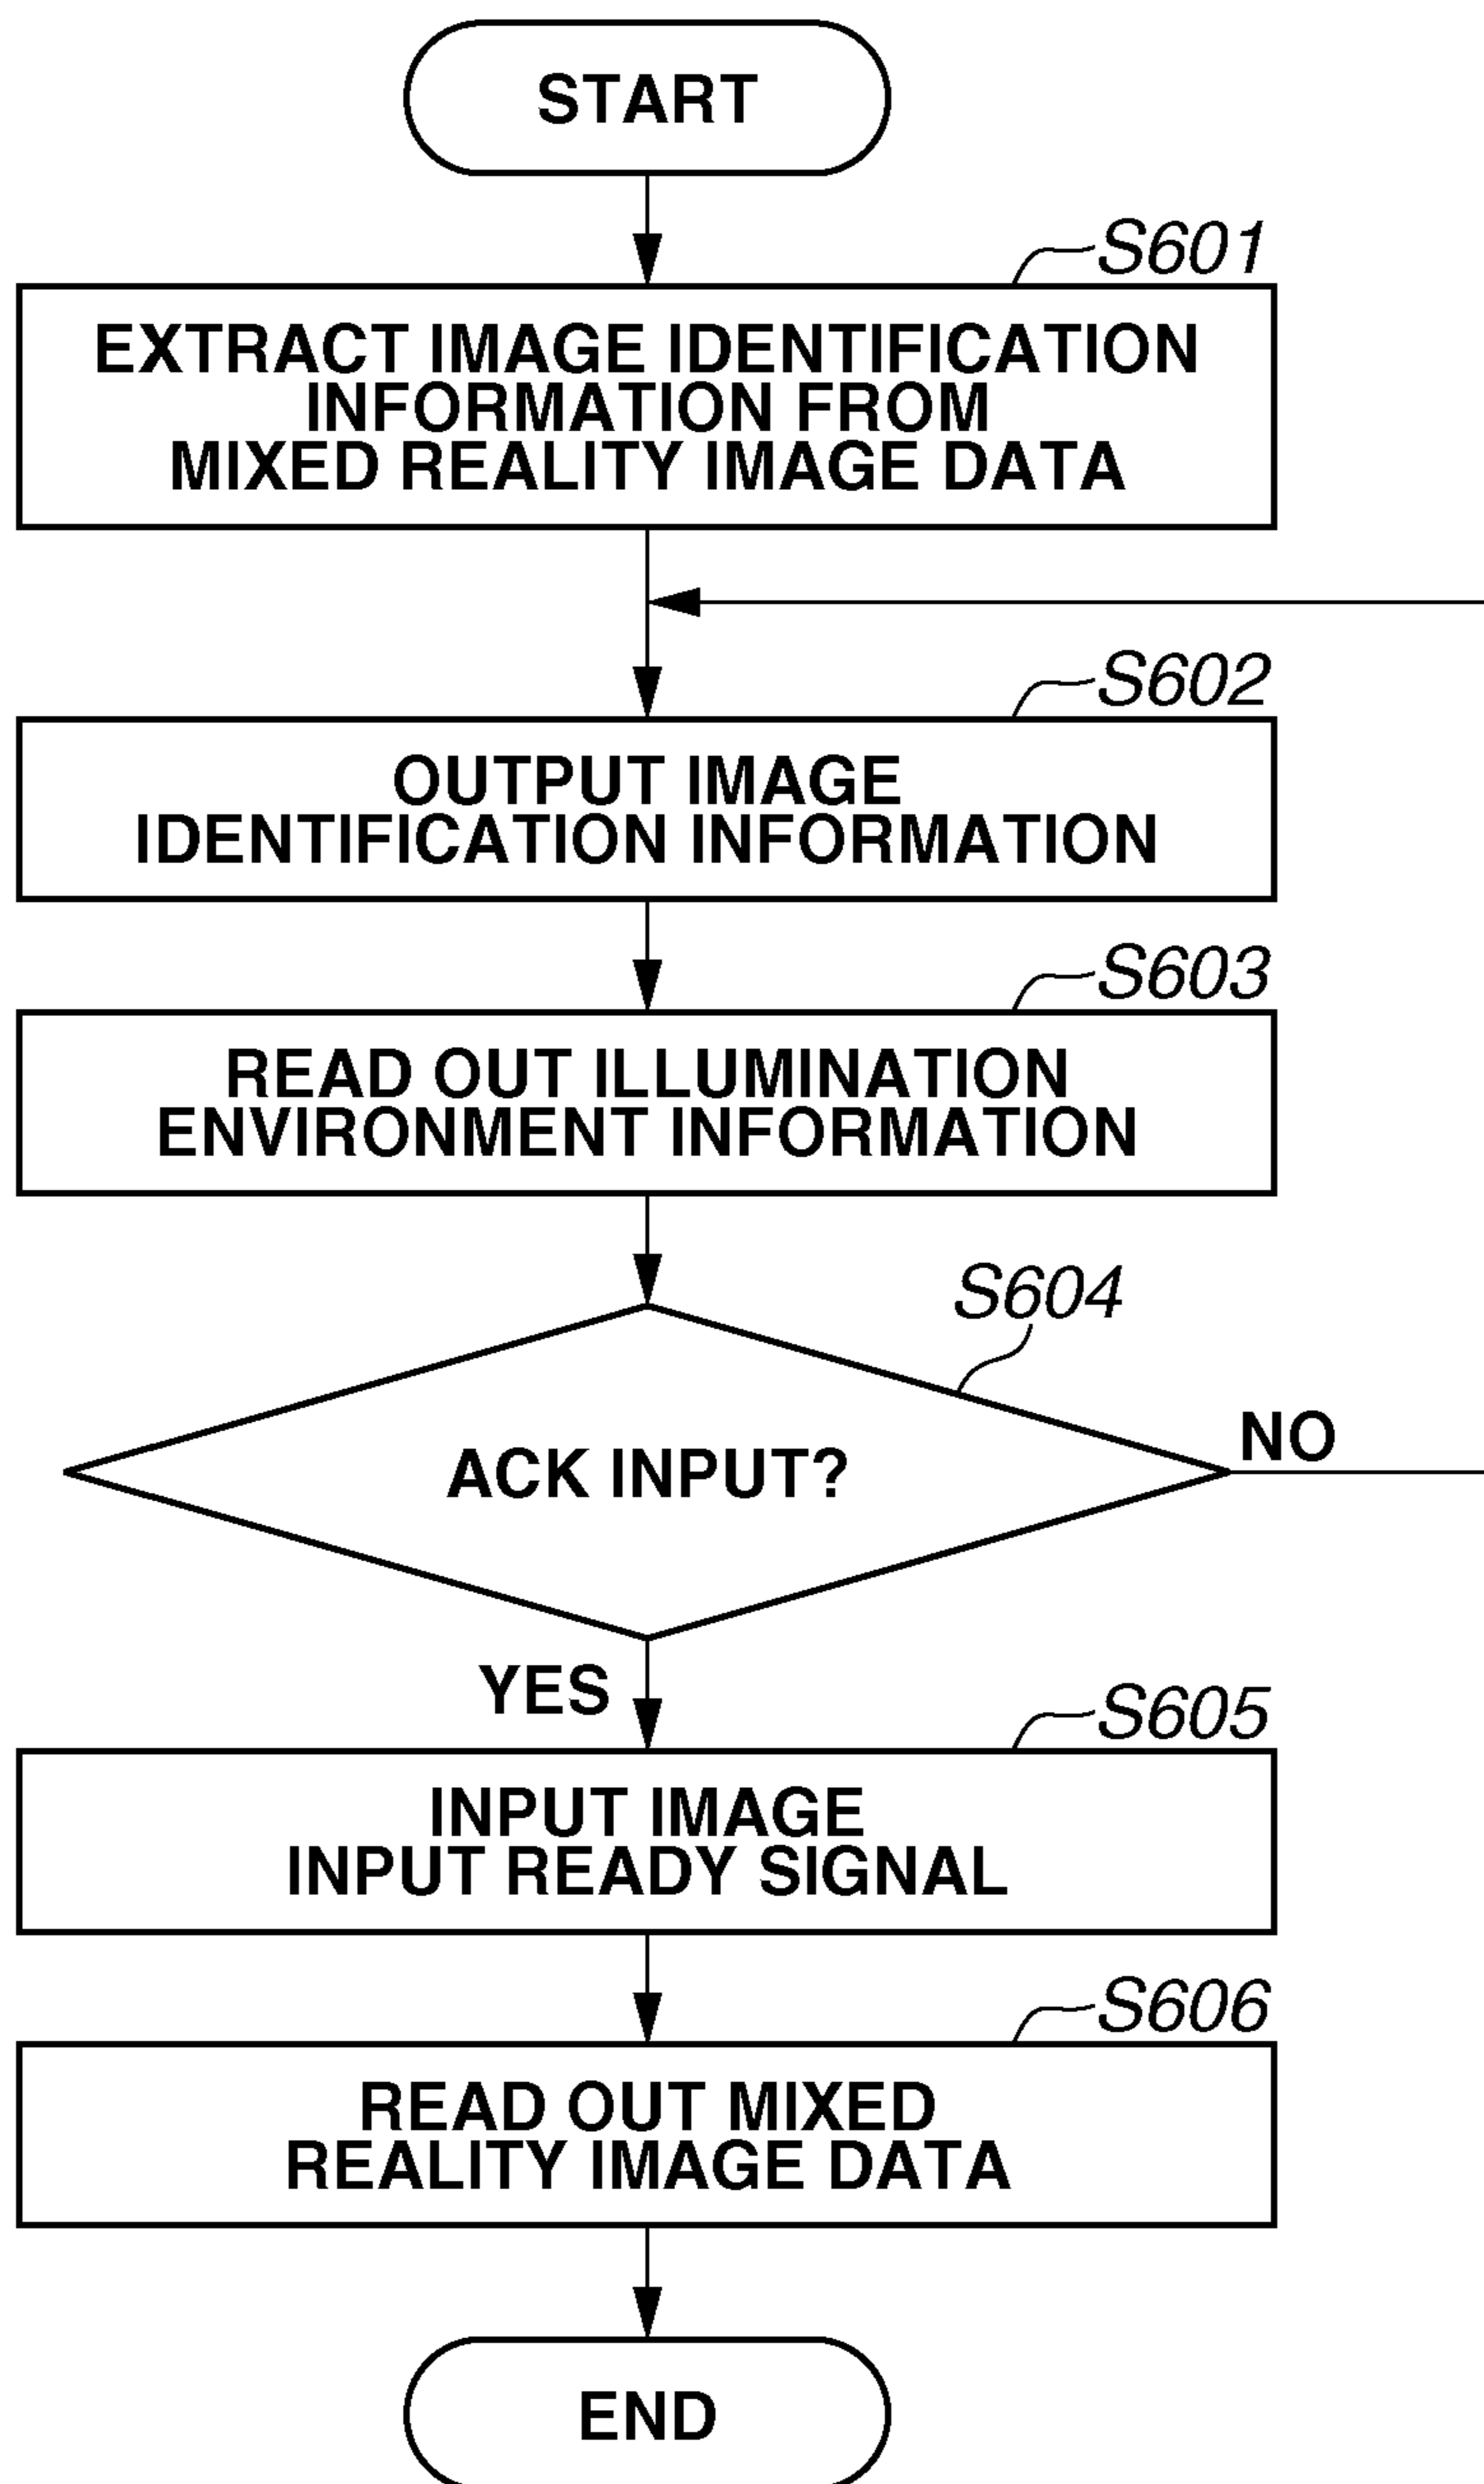 START
S601
EXTRACT IMAGE IDENTIFICATION
INFORMATION FROM
MIXED REALITY IMAGE DATA
S602
OUTPUT IMAGE
IDENTIFICATION INFORMATION
S603
READ OUT ILLUMINATION
ENVIRONMENT INFORMATION
S604
ACK INPUT?
NO
YES
S605
INPUT IMAGE
INPUT READY SIGNAL
S606
READ OUT MIXED
REALITY IMAGE DATA
END